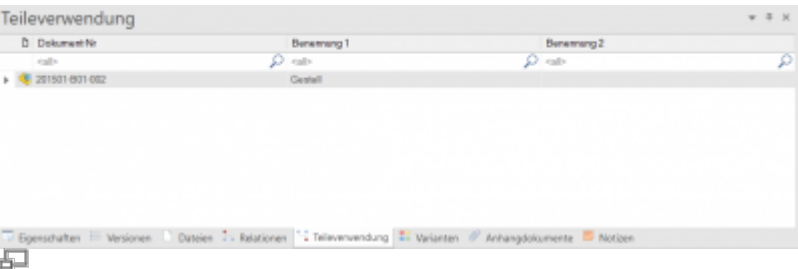 Teileverwendung
Dokument-Nr Benennung 1 Benennung 2
<all> <all> <all>
201501-B01-002 Gestell
Eigenschaften Versionen Dateien Relationen Teileverwendung Varianten Anhangdokumente Notizen